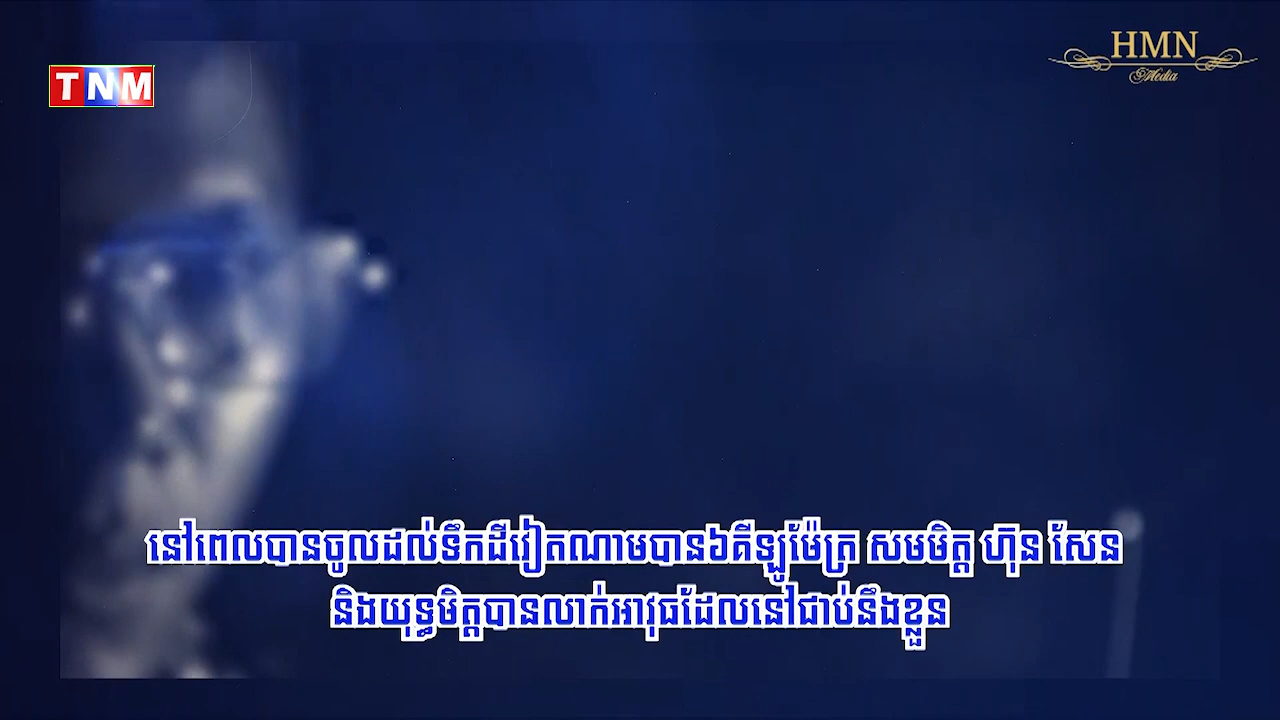 TNM
HMN
Media
នៅពេលបានចូលដល់ទឹកដីវៀតណាមបាន៦គីឡូម៉ែត្រ សមមិត្ត ហ៊ុន សែន
និងយុទ្ធមិត្តបានលាក់អាវុធដែលនៅជាប់នឹងខ្លួន